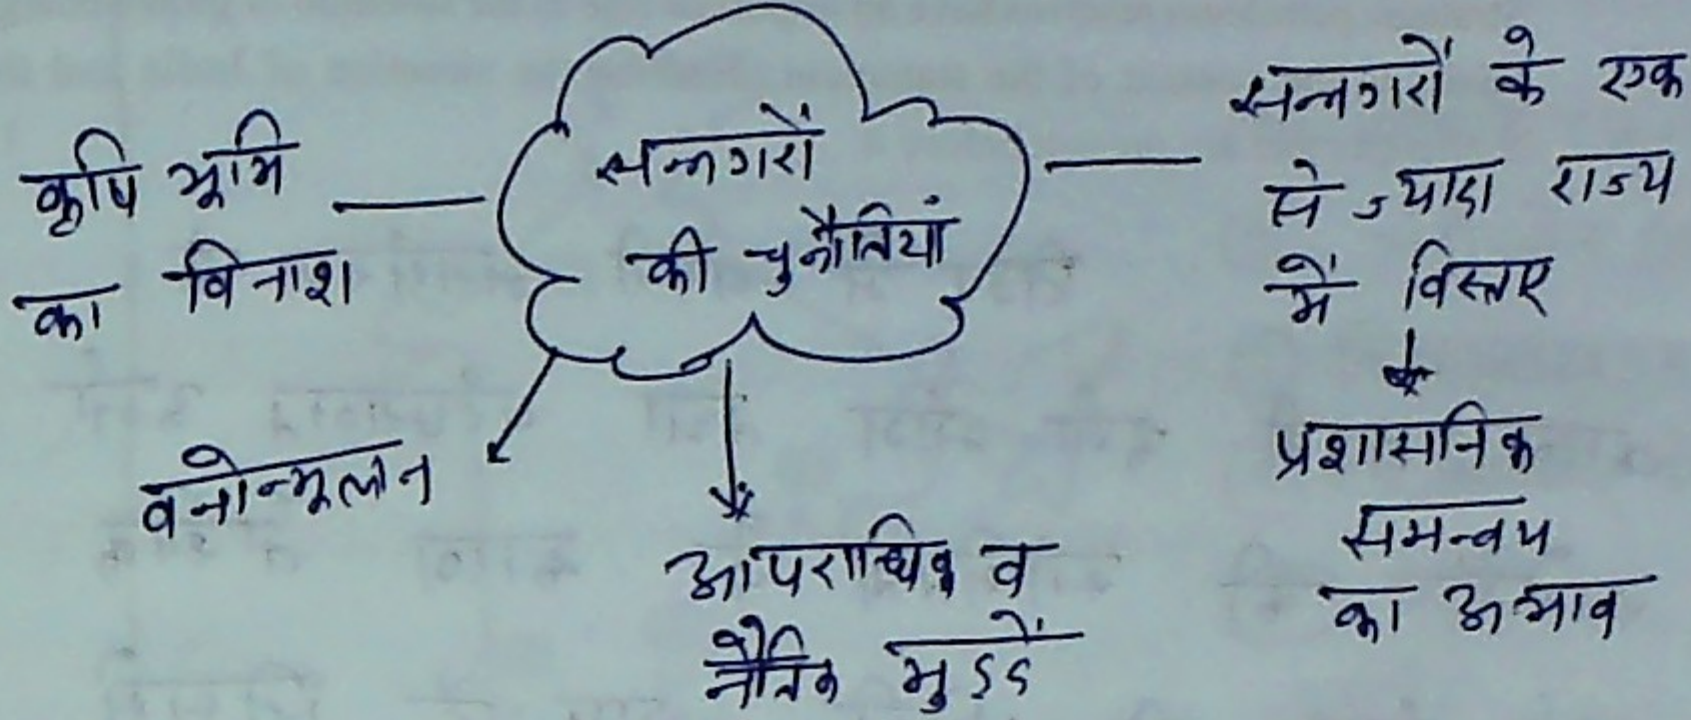 सन्नगरों
की चुनौतियां
कृषि भूमि
का विनाश
वनोन्मूलन
आपराधिक व
नैतिक मुद्दें
सन्नगरों के एक
से ज्यादा राज्य
में विस्तार
प्रशासनिक
समन्वय
का अभाव